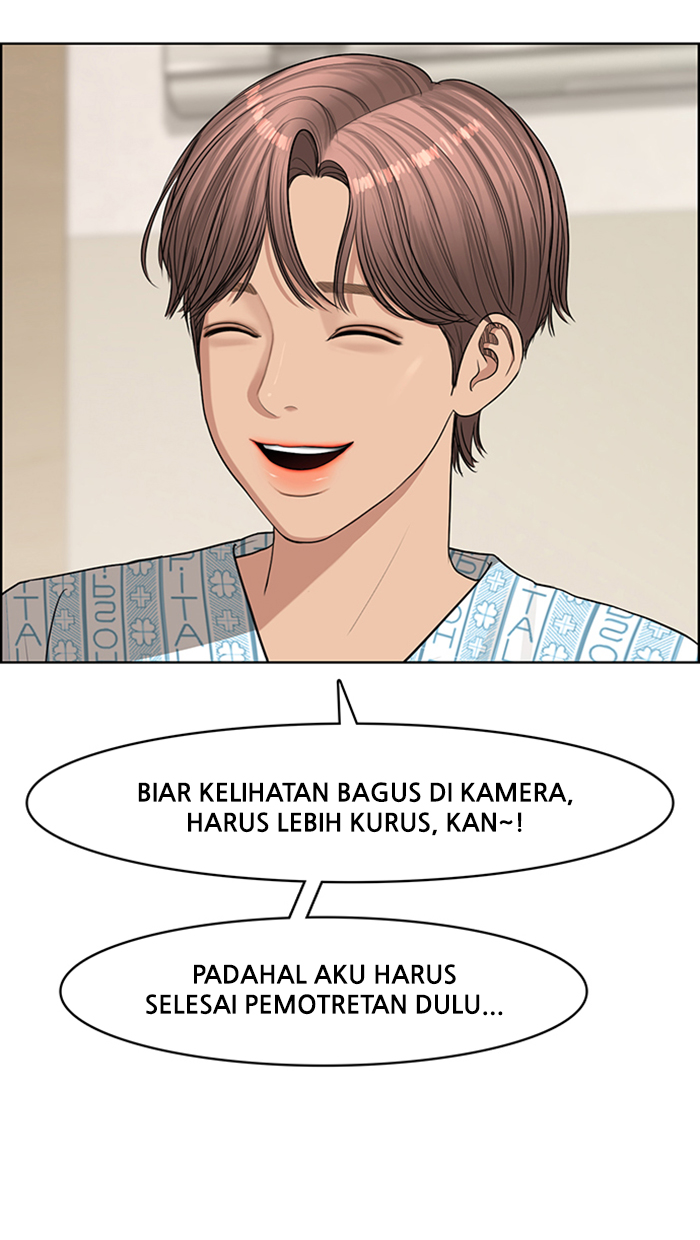 BIAR KELIHATAN BAGUS DI KAMERA,
HARUS LEBIH KURUS, KAN~!
PADAHAL AKU HARUS
SELESAI PEMOTRETAN DULU...